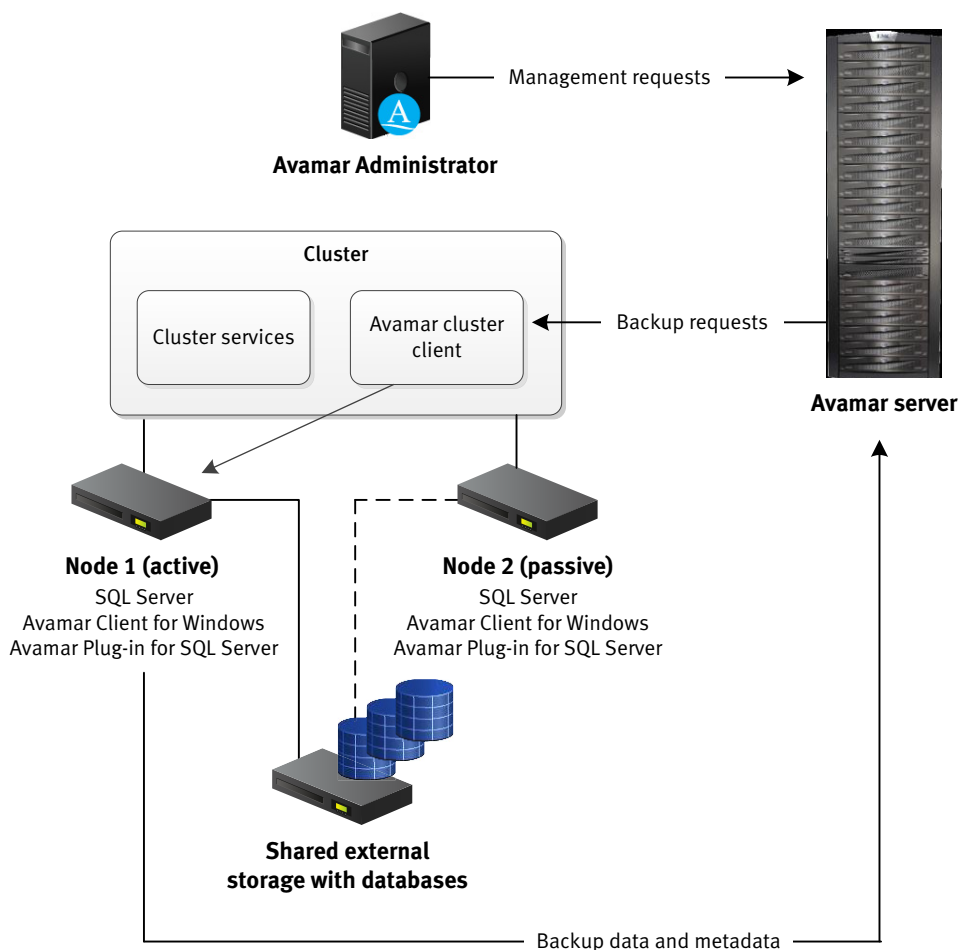 Management requests
A
Avamar Administrator
Cluster
Cluster services
Avamar cluster
client
Backup requests
Avamar server
Node 1 (active)
SQL Server
Avamar Client for Windows
Avamar Plug-in for SQL Server
Node 2 (passive)
SQL Server
Avamar Client for Windows
Avamar Plug-in for SQL Server
Shared external
storage with databases
Backup data and metadata